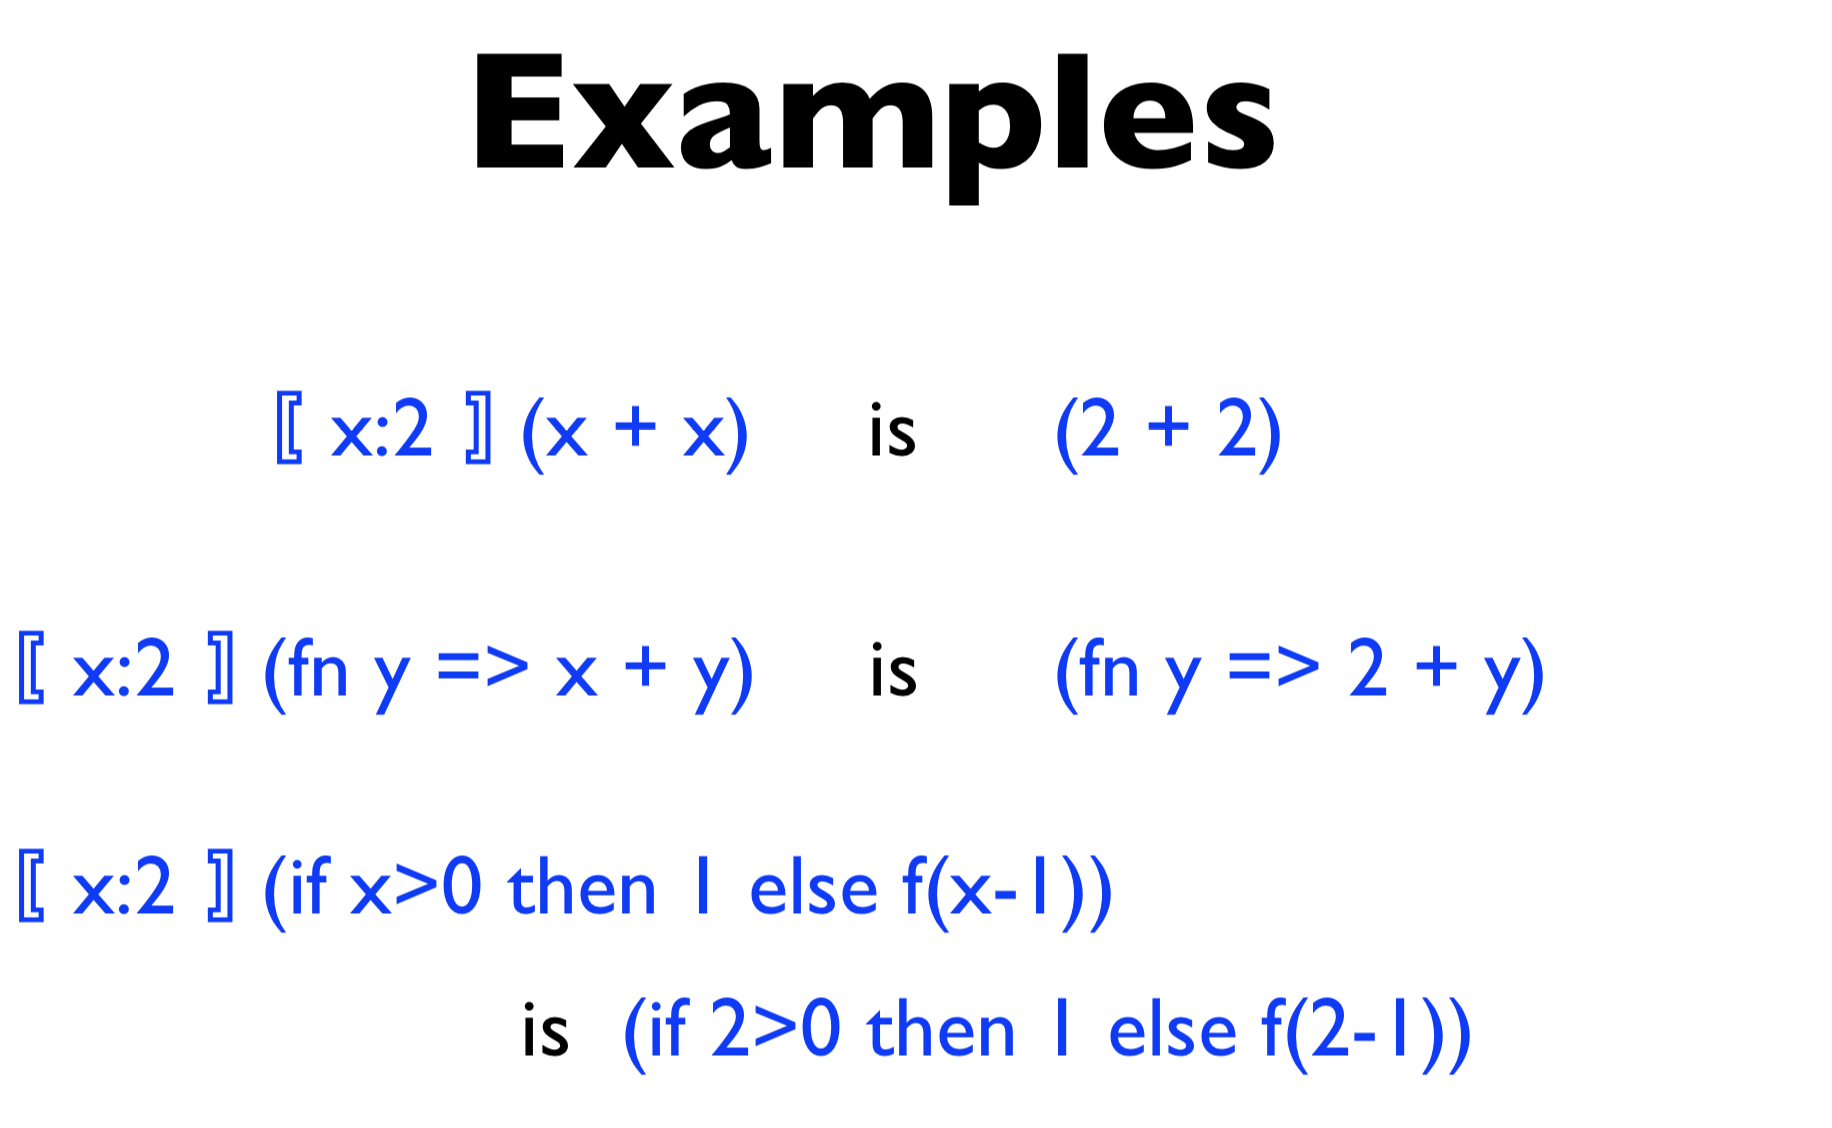 Examples
⟦ x:2 ⟧ (x + x) is (2 + 2)
⟦ x:2 ⟧ (fn y => x + y) is (fn y => 2 + y)
⟦ x:2 ⟧ (if x>0 then 1 else f(x-1))
is (if 2>0 then 1 else f(2-1))